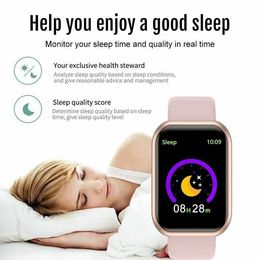 Help you enjoy a good sleep
Monitor your sleep time and quality in real time
Your exclusive health steward
Analyze sleep quality based on sleep conditions,
and give reasonable advice and management
Sleep quality score
Determine sleep quality based on sleep
time, give sleep quality level
Sleep 10:09
08H28m